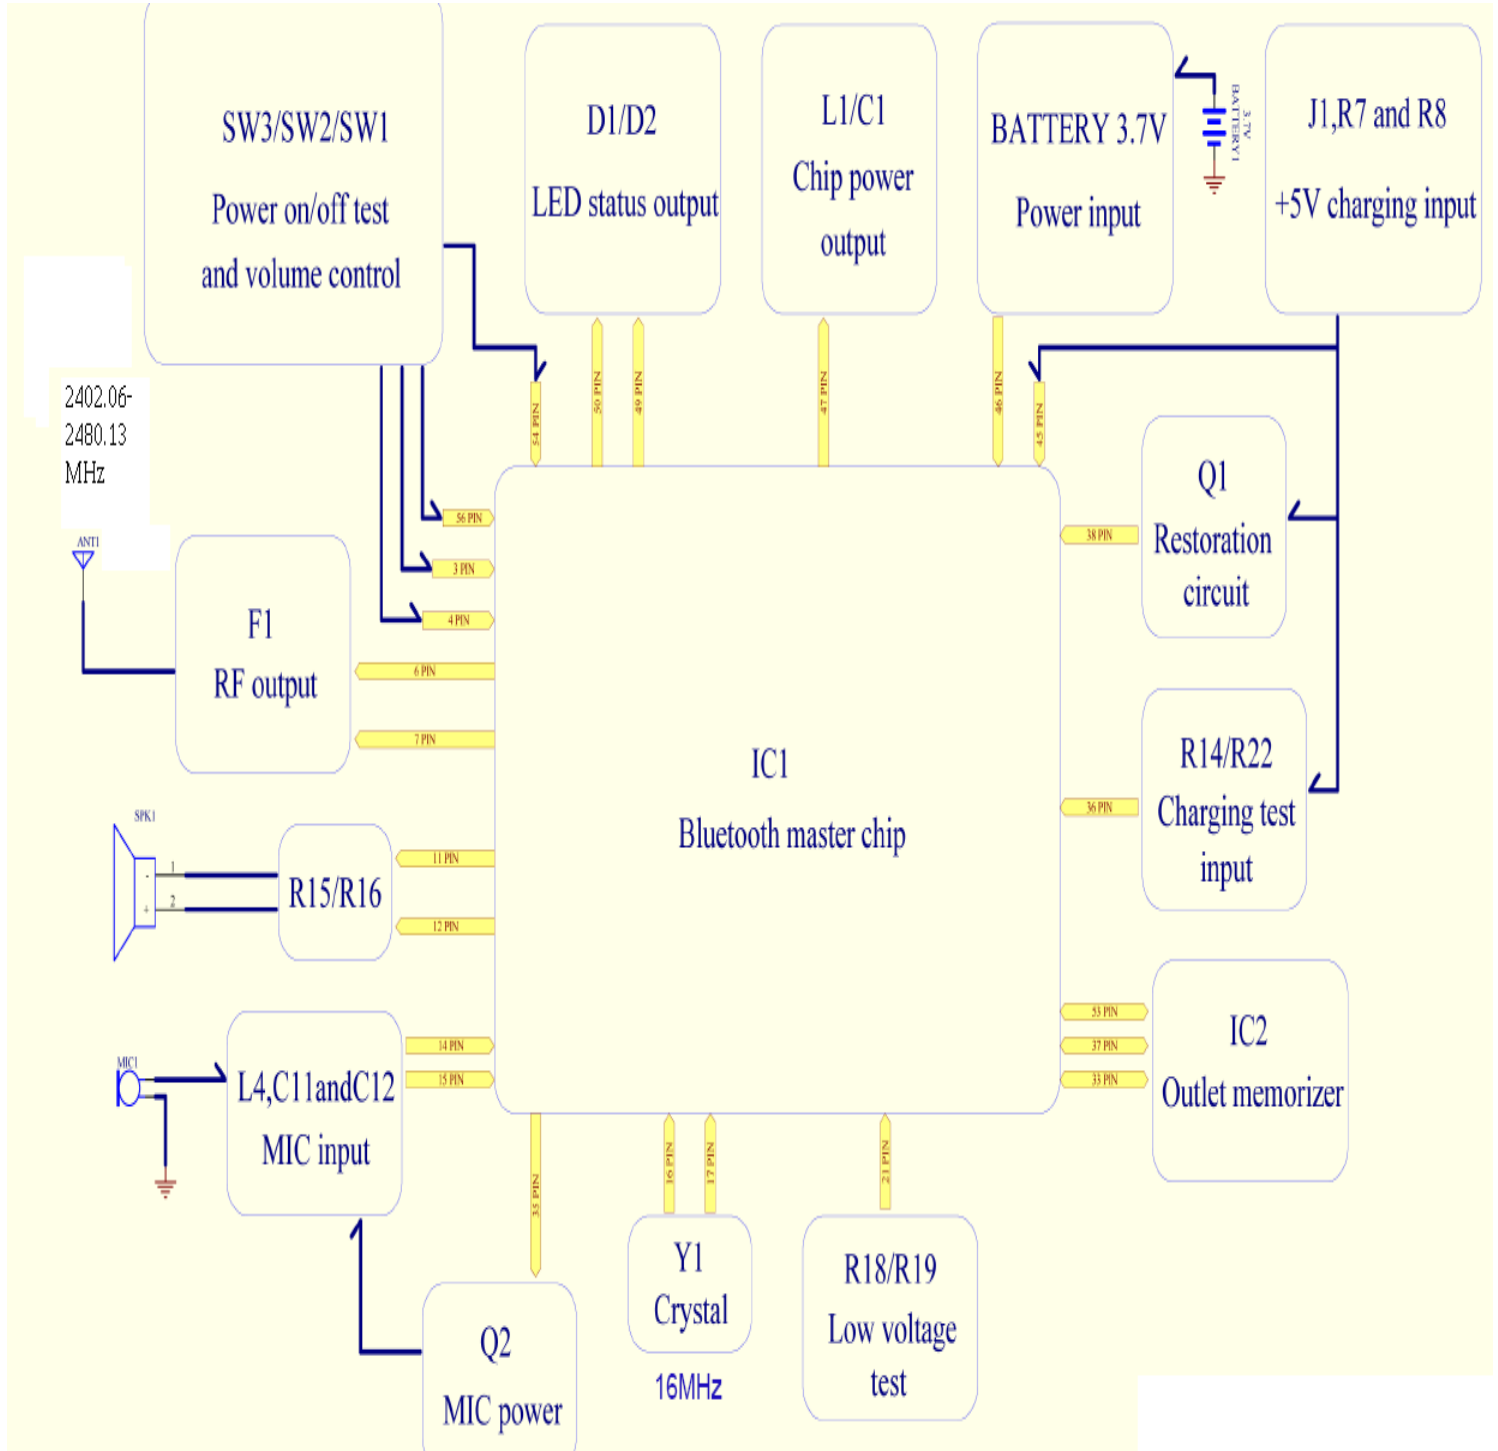 SW3/SW2/SW1
Power on/off test
and volume control
D1/D2
LED status output
L1/C1
Chip power
output
BATTERY 3.7V
Power input
3.7V
BATTERY1
J1,R7 and R8
+5V charging input
2402.06-
2480.13
MHz
54 PIN
50 PIN
49 PIN
47 PIN
46 PIN
45 PIN
56 PIN
3 PIN
4 PIN
6 PIN
7 PIN
11 PIN
12 PIN
14 PIN
15 PIN
ANT1
F1
RF output
SPK1
1
-
2
+
R15/R16
MIC1
L4,C11andC12
MIC input
IC1
Bluetooth master chip
38 PIN
Q1
Restoration
circuit
36 PIN
R14/R22
Charging test
input
53 PIN
37 PIN
33 PIN
IC2
Outlet memorizer
35 PIN
16 PIN
17 PIN
21 PIN
Q2
MIC power
Y1
Crystal
16MHz
R18/R19
Low voltage
test